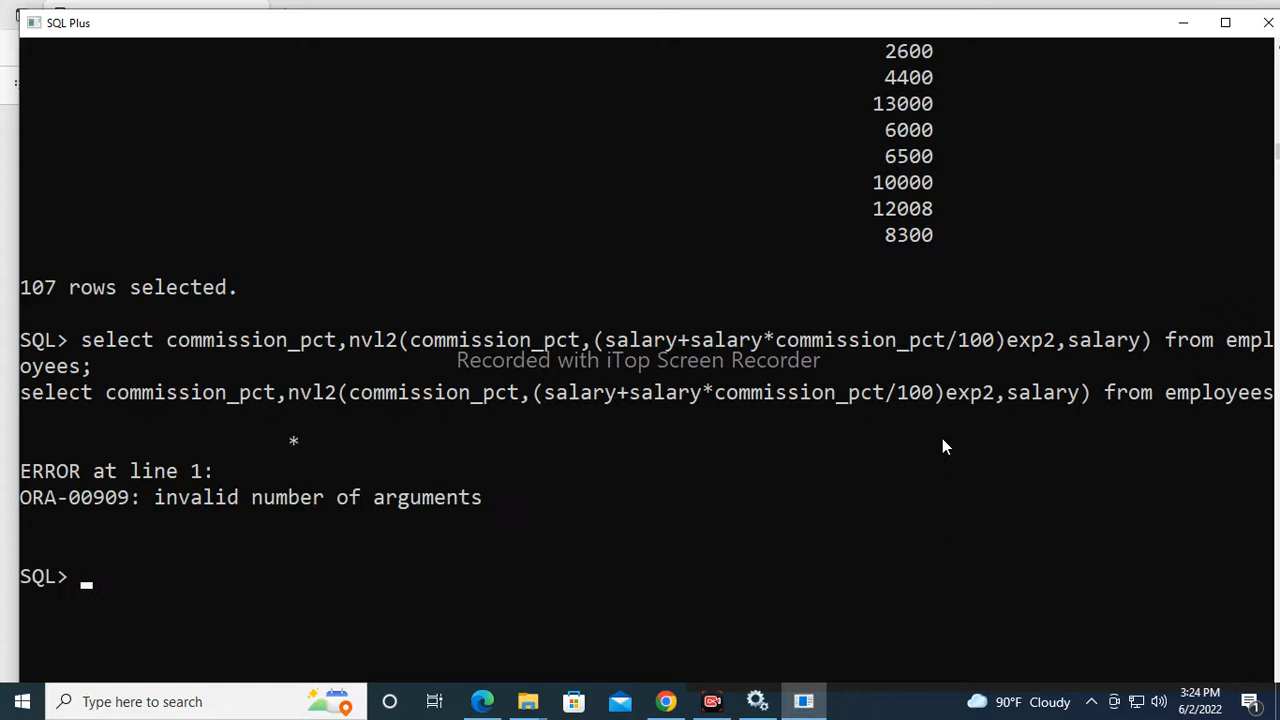 SQL Plus
2600
4400
13000
6000
6500
10000
12008
8300
107 rows selected.
SQL> select commission_pct,nvl2(commission_pct,(salary+salary*commission_pct/100)exp2,salary) from empl
oyees;
Recorded with iTop Screen Recorder
select commission_pct,nvl2(commission_pct,(salary+salary*commission_pct/100)exp2,salary) from employees
*
ERROR at line 1:
ORA-00909: invalid number of arguments
SQL>
Type here to search
90°F Cloudy
3:24 PM
6/2/2022
1